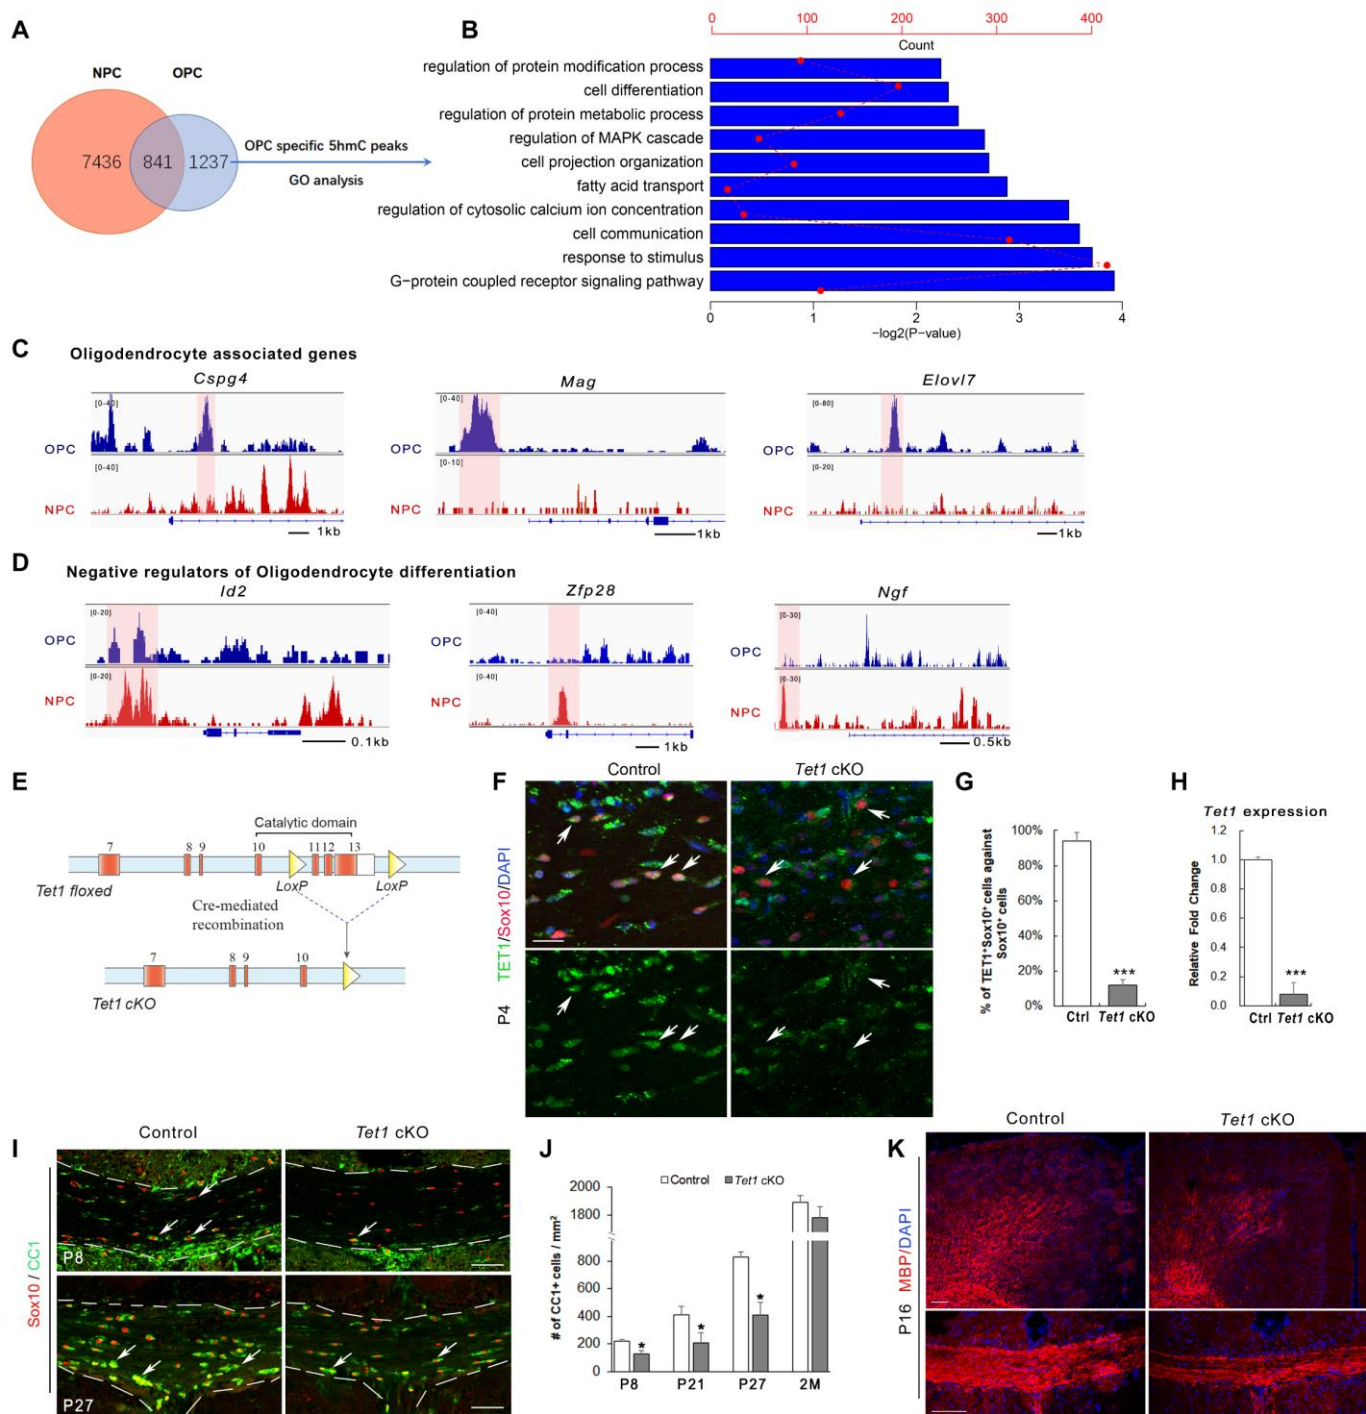 A
NPC
OPC
7436
841
1237
OPC specific 5hmC peaks
GO analysis
B
0
100
200
300
400
Count
regulation of protein modification process
cell differentiation
regulation of protein metabolic process
regulation of MAPK cascade
cell projection organization
fatty acid transport
regulation of cytosolic calcium ion concentration
cell communication
response to stimulus
G−protein coupled receptor signaling pathway
0
1
2
3
4
−log2(P−value)
C
Oligodendrocyte associated genes
Cspg4
Mag
Elovl7
[0-40]
[0-40]
[0-80]
OPC
OPC
OPC
[0-40]
[0-10]
[0-20]
NPC
NPC
NPC
1kb
1kb
1kb
D
Negative regulators of Oligodendrocyte differentiation
Id2
Zfp28
Ngf
[0-20]
[0-40]
[0-30]
OPC
OPC
OPC
[0-20]
[0-40]
[0-30]
NPC
NPC
NPC
0.1kb
1kb
0.5kb
E
Catalytic domain
7
8
9
10
11
12
13
Tet1 floxed
LoxP
LoxP
Cre-mediated
recombination
7
8
9
10
Tet1 cKO
F
Control
Tet1 cKO
TET1/Sox10/DAPI
P4
G
% of TET1+Sox10+ cells against
Sox10+ cells
100%
80%
60%
40%
20%
0%
***
Ctrl
Tet1 cKO
H
Tet1 expression
Relative Fold Change
1.2
1.0
0.8
0.6
0.4
0.2
0.0
***
Ctrl
Tet1 cKO
I
Control
Tet1 cKO
Sox10 / CC1
P8
P27
J
Control
Tet1 cKO
# of CC1+ cells / mm2
2000
1800
800
600
400
200
0
*
*
*
P8
P21
P27
2M
K
Control
Tet1 cKO
MBP/DAPI
P16